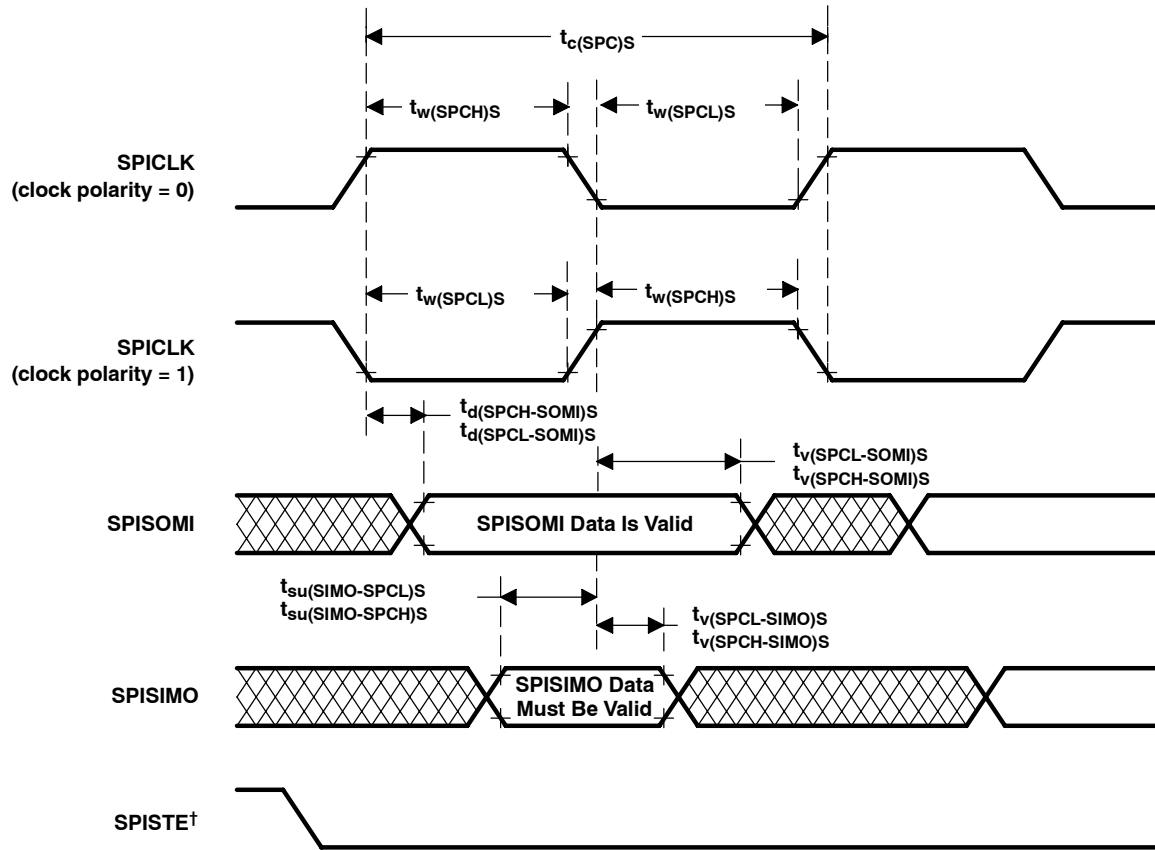 tc(SPC)S
tw(SPCH)S
tw(SPCL)S
SPICLK
(clock polarity = 0)
tw(SPCL)S
tw(SPCH)S
SPICLK
(clock polarity = 1)
td(SPCH-SOMI)S
td(SPCL-SOMI)S
tv(SPCL-SOMI)S
tv(SPCH-SOMI)S
SPISOMI
SPISOMI Data Is Valid
tsu(SIMO-SPCL)S
tsu(SIMO-SPCH)S
tv(SPCL-SIMO)S
tv(SPCH-SIMO)S
SPISIMO
SPISIMO Data
Must Be Valid
SPISTE†